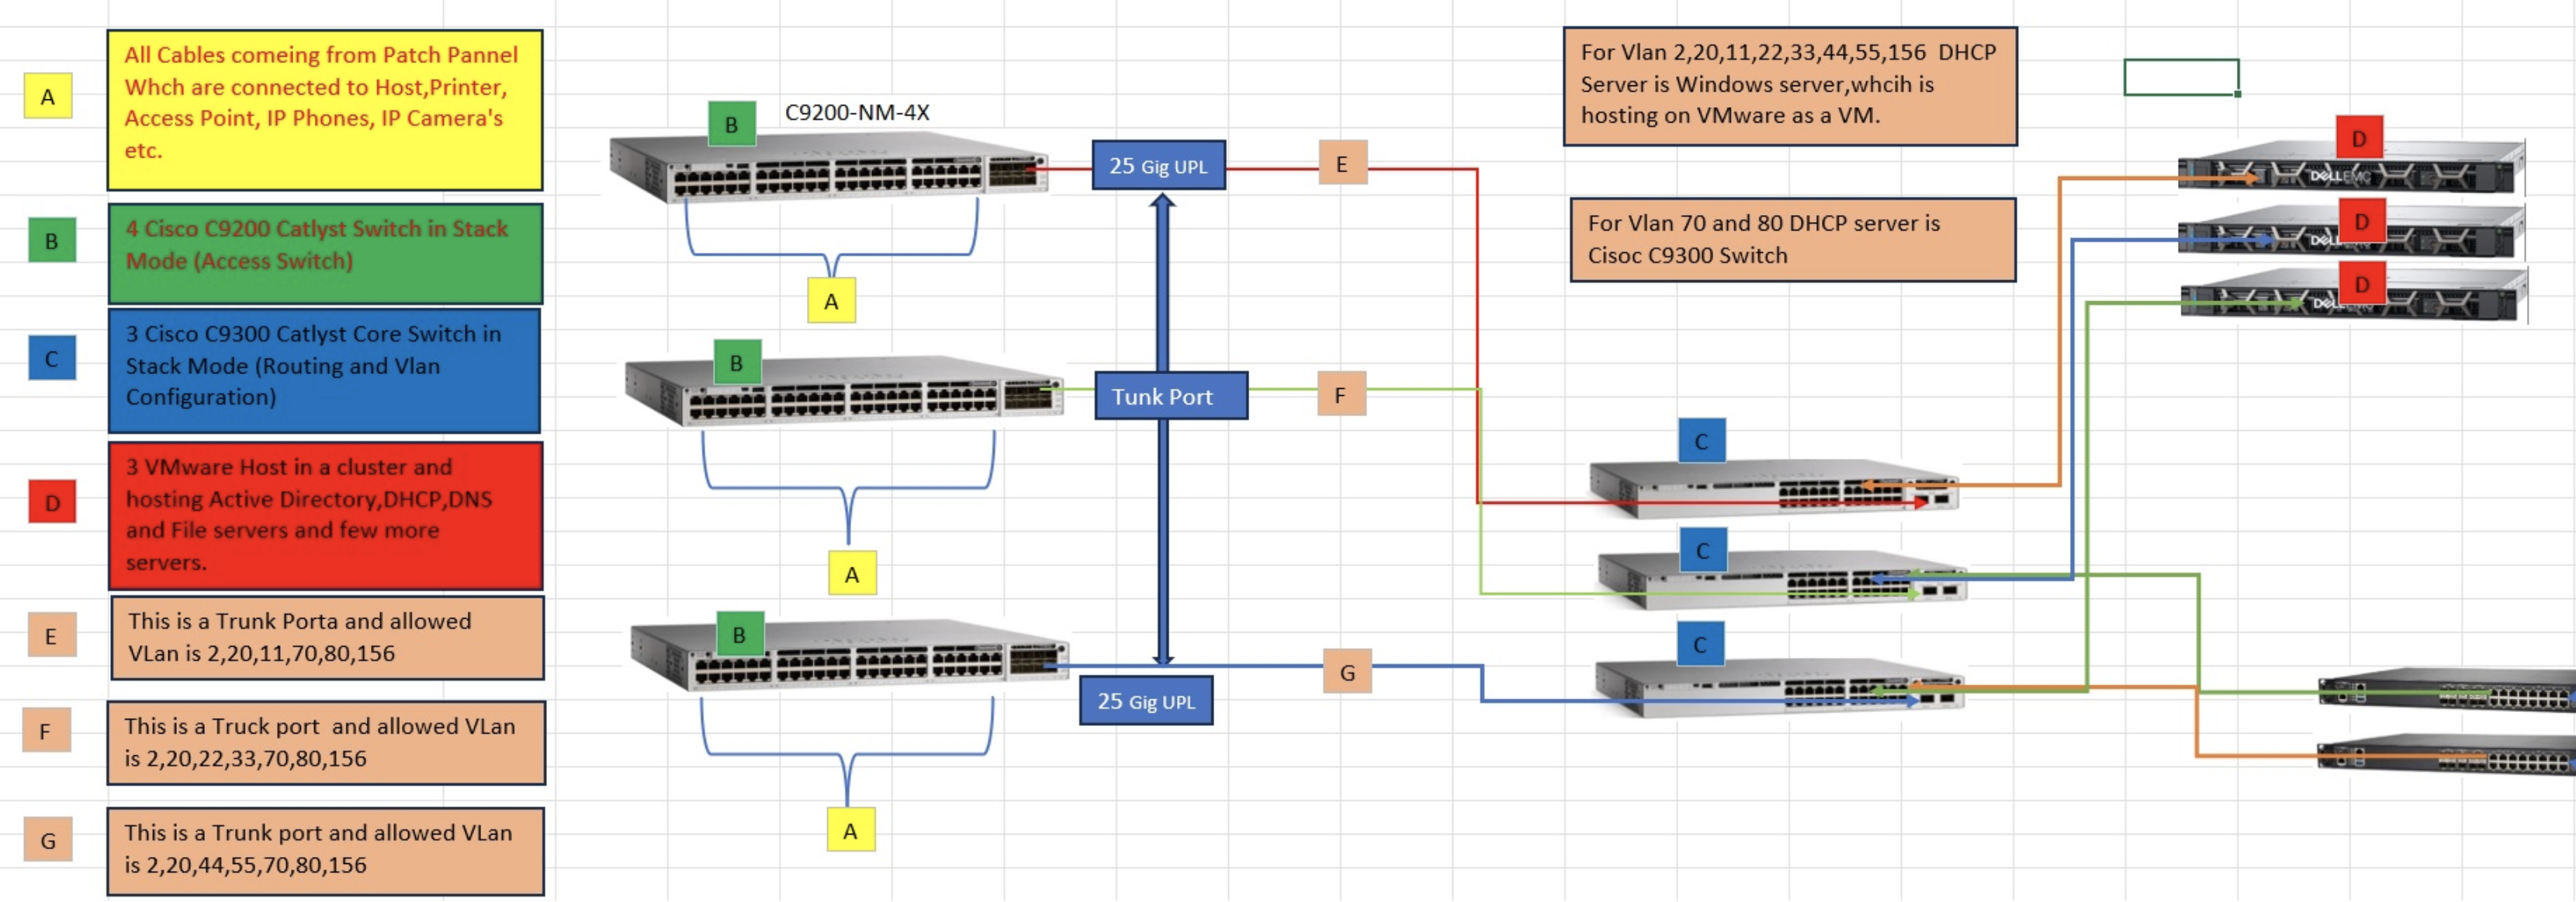 A
All Cables comeing from Patch Pannel
Whch are connected to Host,Printer,
Access Point, IP Phones, IP Camera's
etc.
B
4 Cisco C9200 Catlyst Switch in Stack
Mode (Access Switch)
C
3 Cisco C9300 Catlyst Core Switch in
Stack Mode (Routing and Vlan
Configuration)
D
3 VMware Host in a cluster and
hosting Active Directory,DHCP,DNS
and File servers and few more
servers.
E
This is a Trunk Porta and allowed
VLan is 2,20,11,70,80,156
F
This is a Truck port and allowed VLan
is 2,20,22,33,70,80,156
G
This is a Trunk port and allowed VLan
is 2,20,44,55,70,80,156
B
C9200-NM-4X
A
25 Gig UPL
E
B
Tunk Port
F
A
B
25 Gig UPL
G
A
For Vlan 2,20,11,22,33,44,55,156 DHCP
Server is Windows server,whcih is
hosting on VMware as a VM.
For Vlan 70 and 80 DHCP server is
Cisoc C9300 Switch
C
C
C
D
DELLEMC
D
D